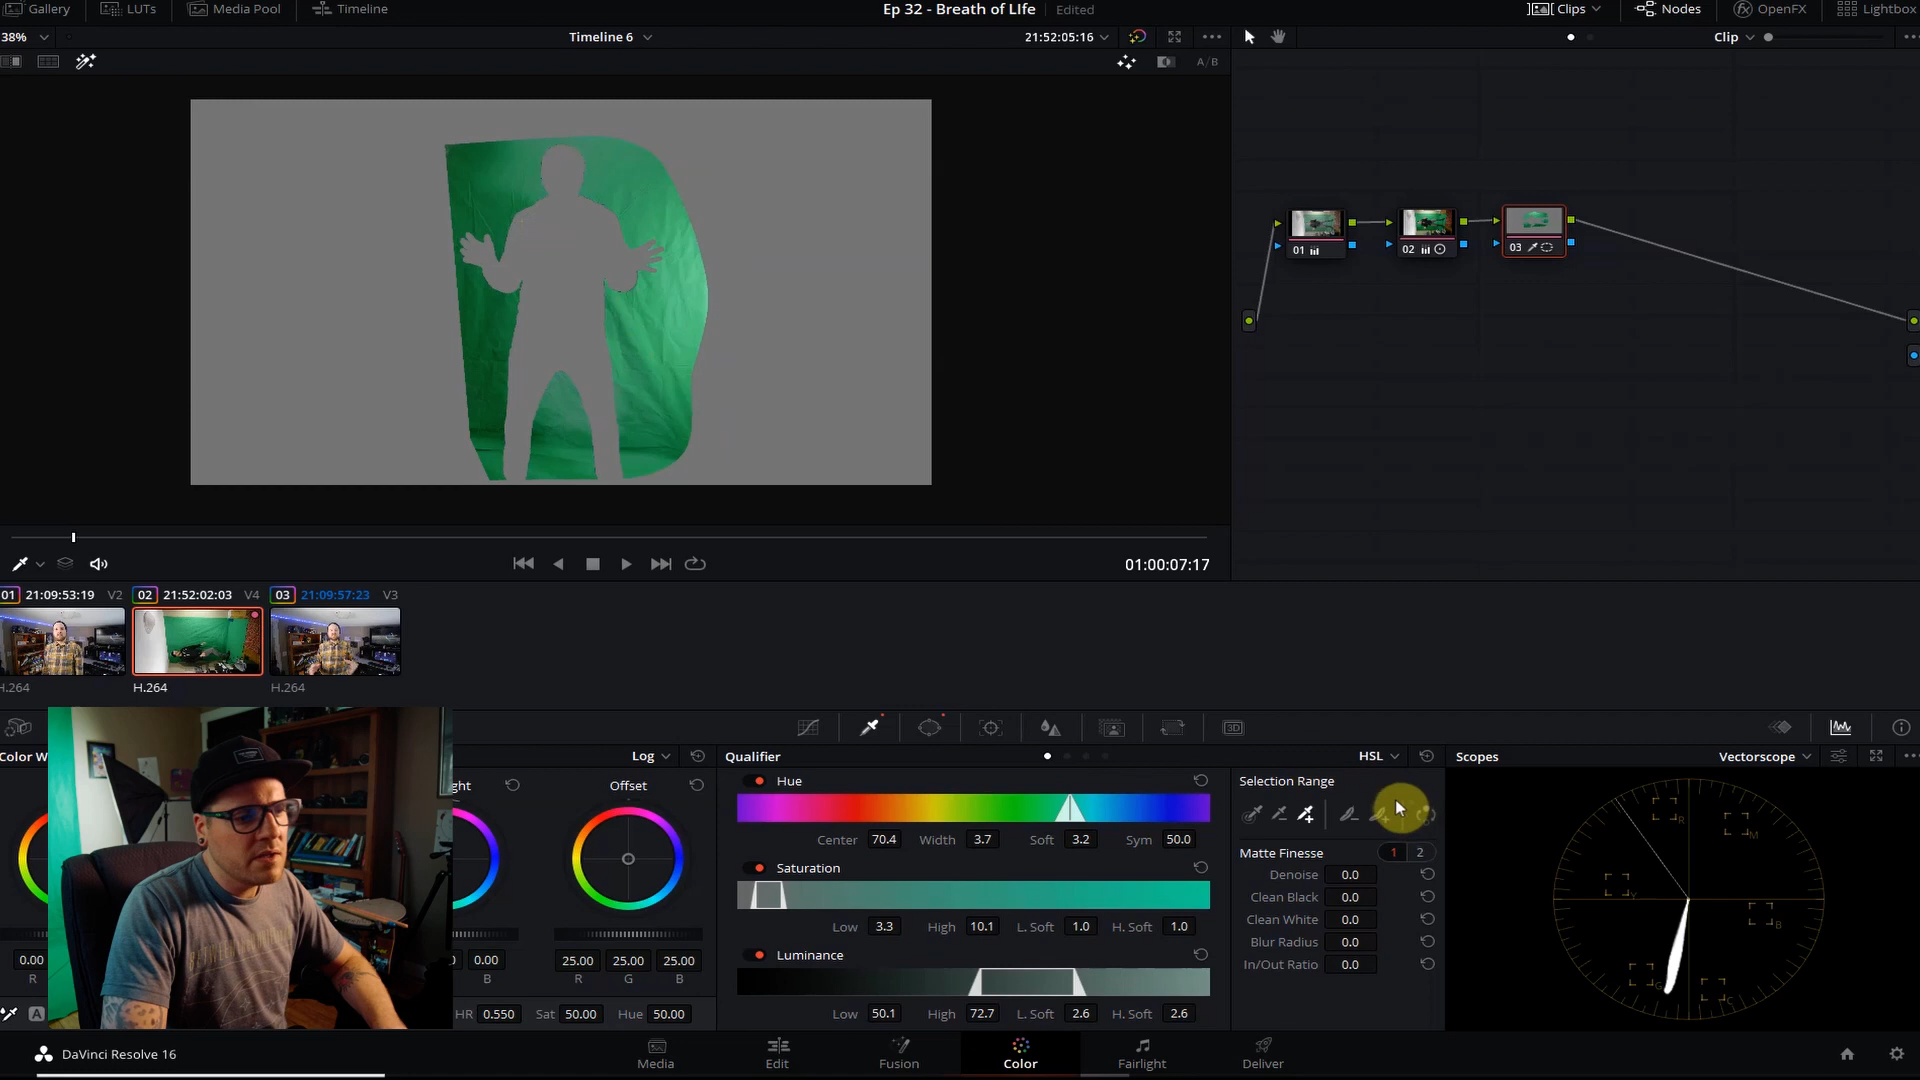 Gallery LUTs Media Pool Timeline Ep 32 - Breath of LIfe Edited Clips Nodes OpenFX Lightbox
38% Timeline 6 21:52:05:16 Clip
A/B
01 02 03
01:00:07:17
01 21:09:53:19 V2 02 21:52:02:03 V4 03 21:09:57:23 V3
H.264 H.264 H.264
3D
Color W Log Qualifier HSL Scopes Vectorscope
ght Offset Hue Selection Range
Center 70.4 Width 3.7 Soft 3.2 Sym 50.0
Matte Finesse 1 2
Saturation Denoise 0.0
Clean Black 0.0
Low 3.3 High 10.1 L. Soft 1.0 H. Soft 1.0 Clean White 0.0
Luminance Blur Radius 0.0
0.00 0.00 25.00 25.00 25.00 In/Out Ratio 0.0
R B R G B
A HR 0.550 Sat 50.00 Hue 50.00 Low 50.1 High 72.7 L. Soft 2.6 H. Soft 2.6
R M Y B G C
DaVinci Resolve 16 Media Edit Fusion Color Fairlight Deliver